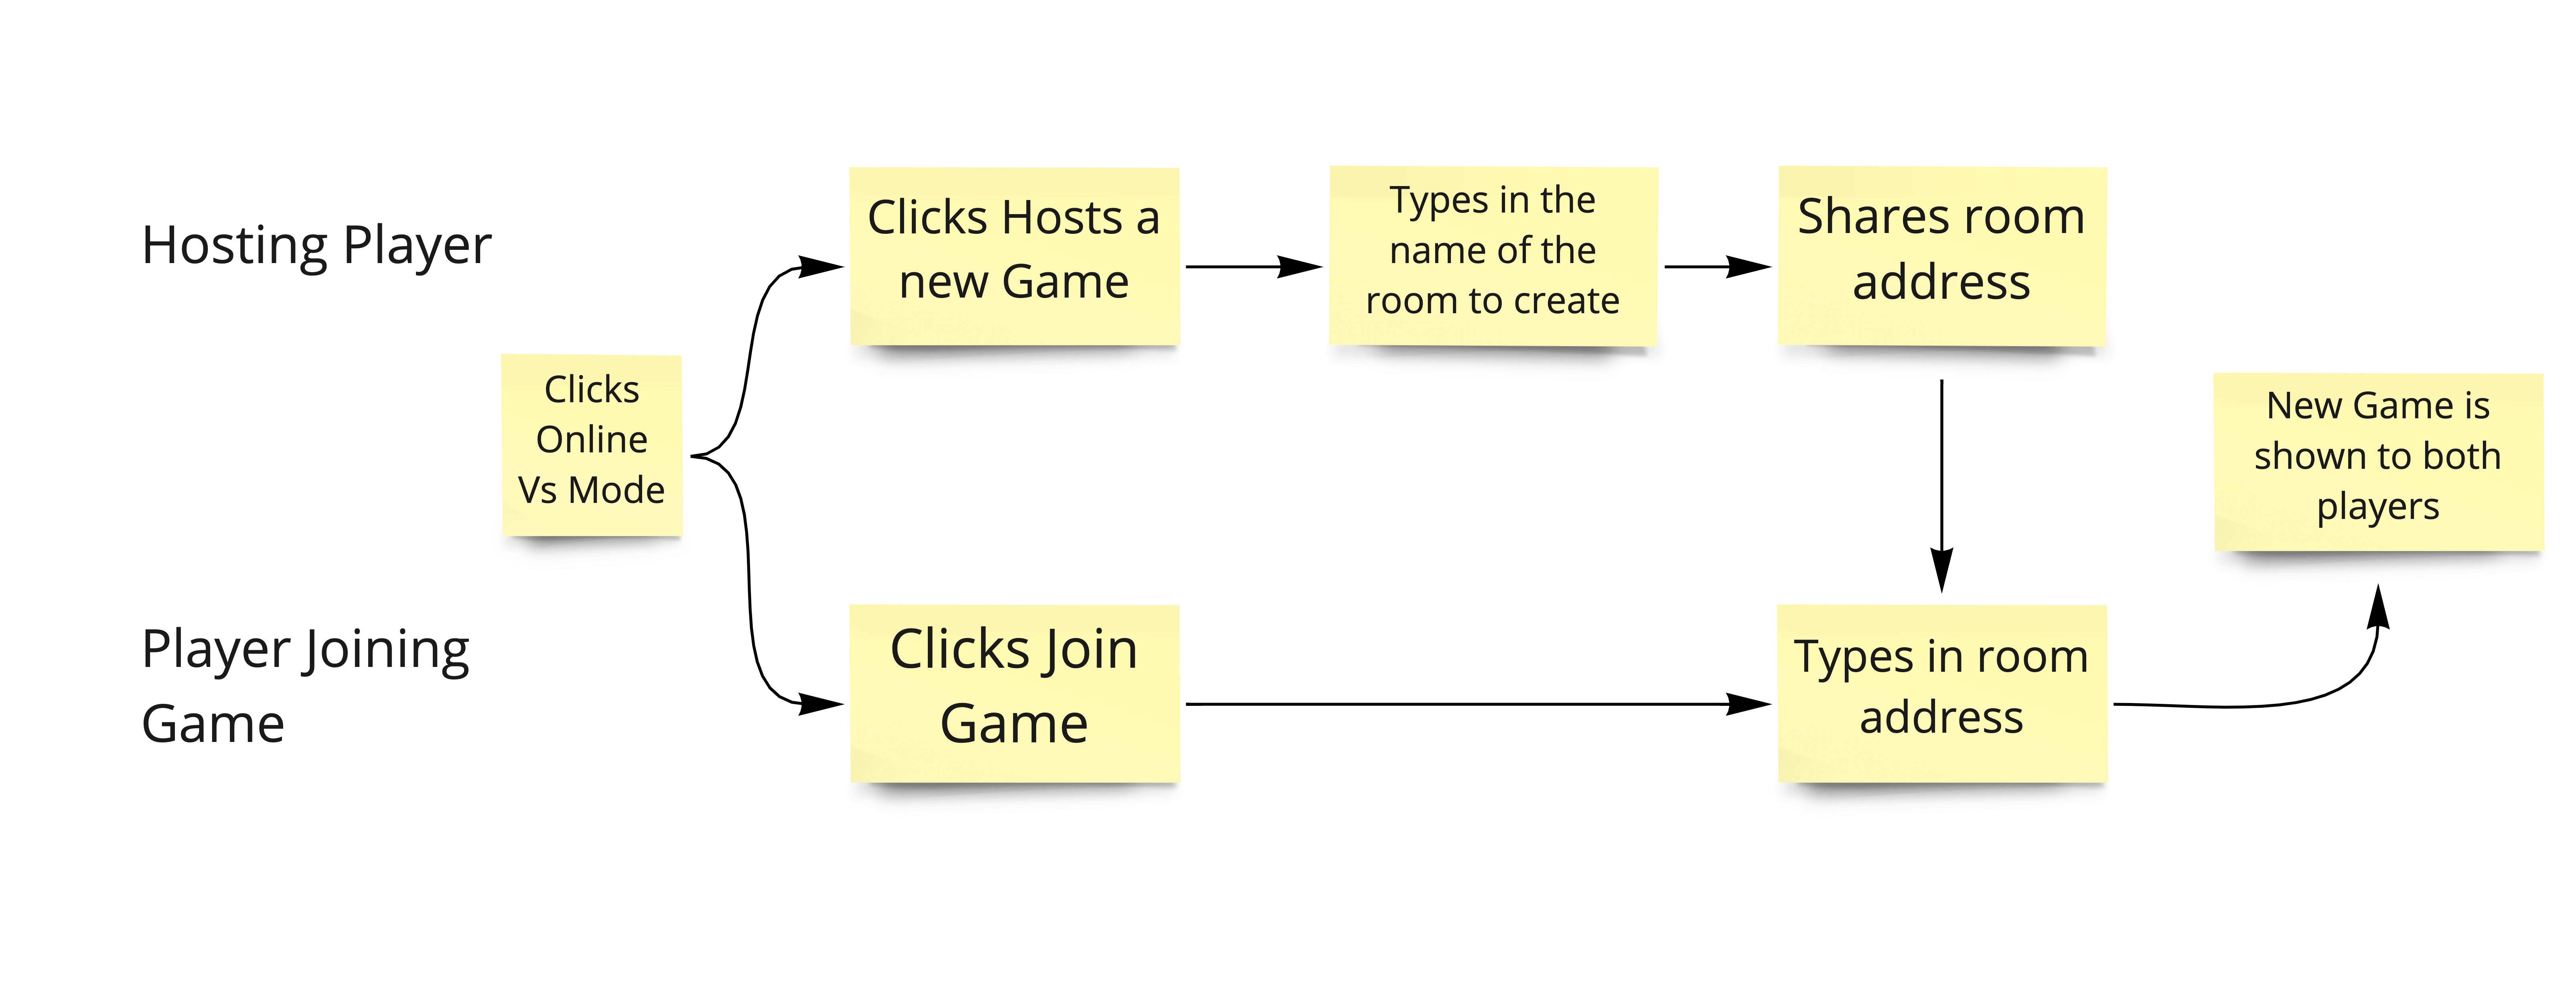 Hosting Player
Clicks Hosts a
new Game
Types in the
name of the
room to create
Shares room
address
Clicks
Online
Vs Mode
New Game is
shown to both
players
Player Joining
Game
Clicks Join
Game
Types in room
address